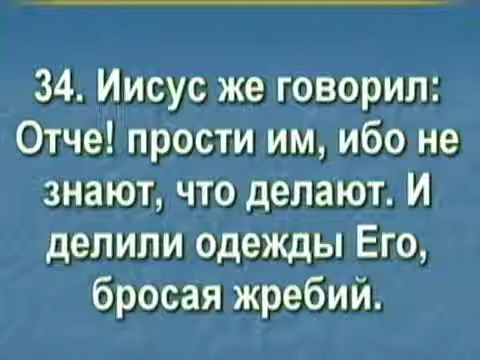 34. Иисус же говорил:
Отче! прости им, ибо не
знают, что делают. И
делили одежды Его,
бросая жребий.